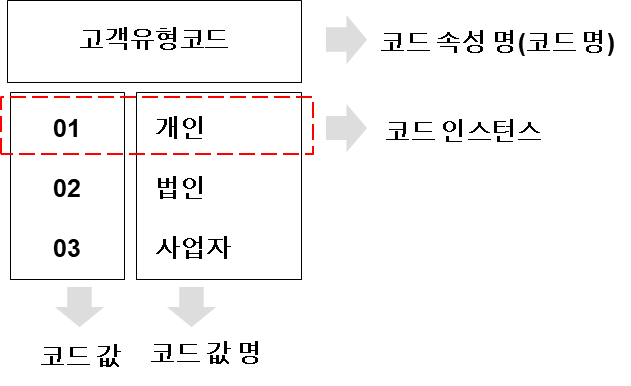 고객유형코드
코드 속성 명(코드 명)
01 개인
코드 인스턴스
02 법인
03 사업자
코드 값
코드 값 명